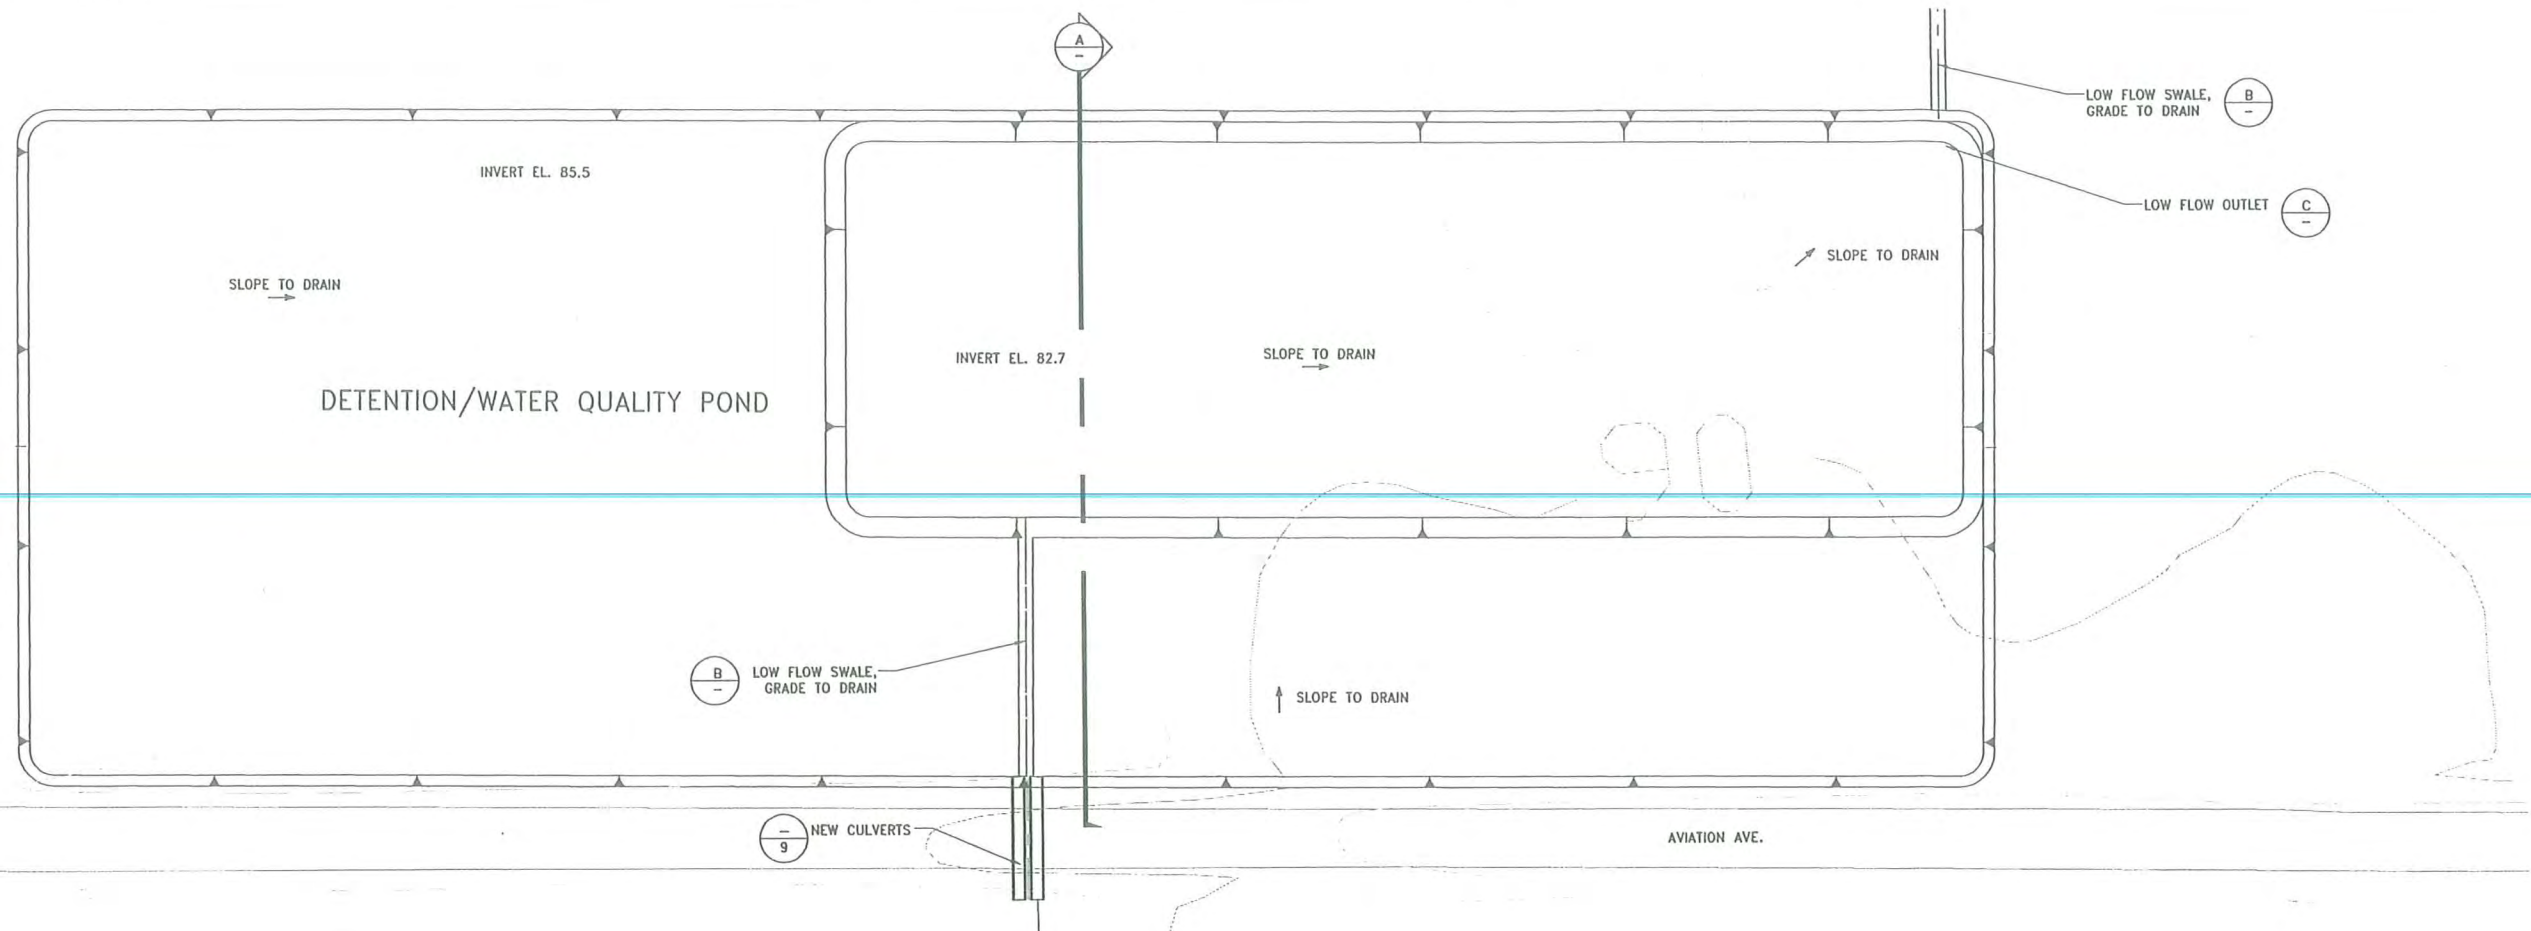 A
–
LOW FLOW SWALE,
GRADE TO DRAIN
B
–
INVERT EL. 85.5
LOW FLOW OUTLET
C
–
SLOPE TO DRAIN
SLOPE TO DRAIN
INVERT EL. 82.7
SLOPE TO DRAIN
DETENTION/WATER QUALITY POND
90
B
–
LOW FLOW SWALE,
GRADE TO DRAIN
SLOPE TO DRAIN
–
9
NEW CULVERTS
AVIATION AVE.